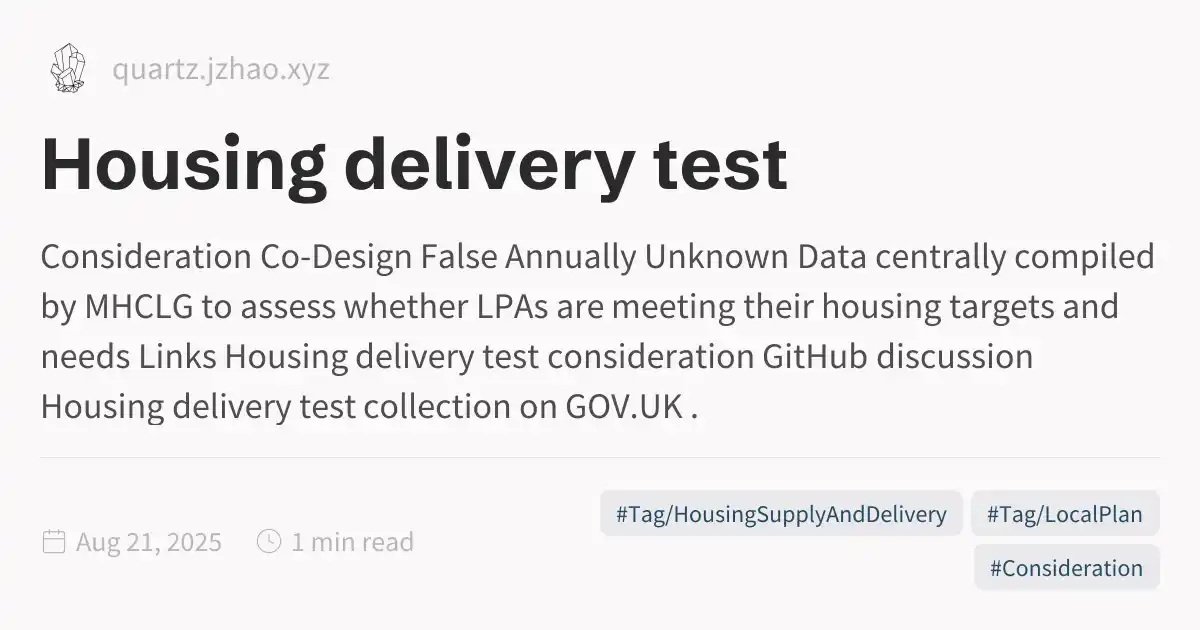 quartz.jzhao.xyz
Housing delivery test
Consideration Co-Design False Annually Unknown Data centrally compiled
by MHCLG to assess whether LPAs are meeting their housing targets and
needs Links Housing delivery test consideration GitHub discussion
Housing delivery test collection on GOV.UK .
Aug 21, 2025 1 min read
#Tag/HousingSupplyAndDelivery #Tag/LocalPlan
#Consideration